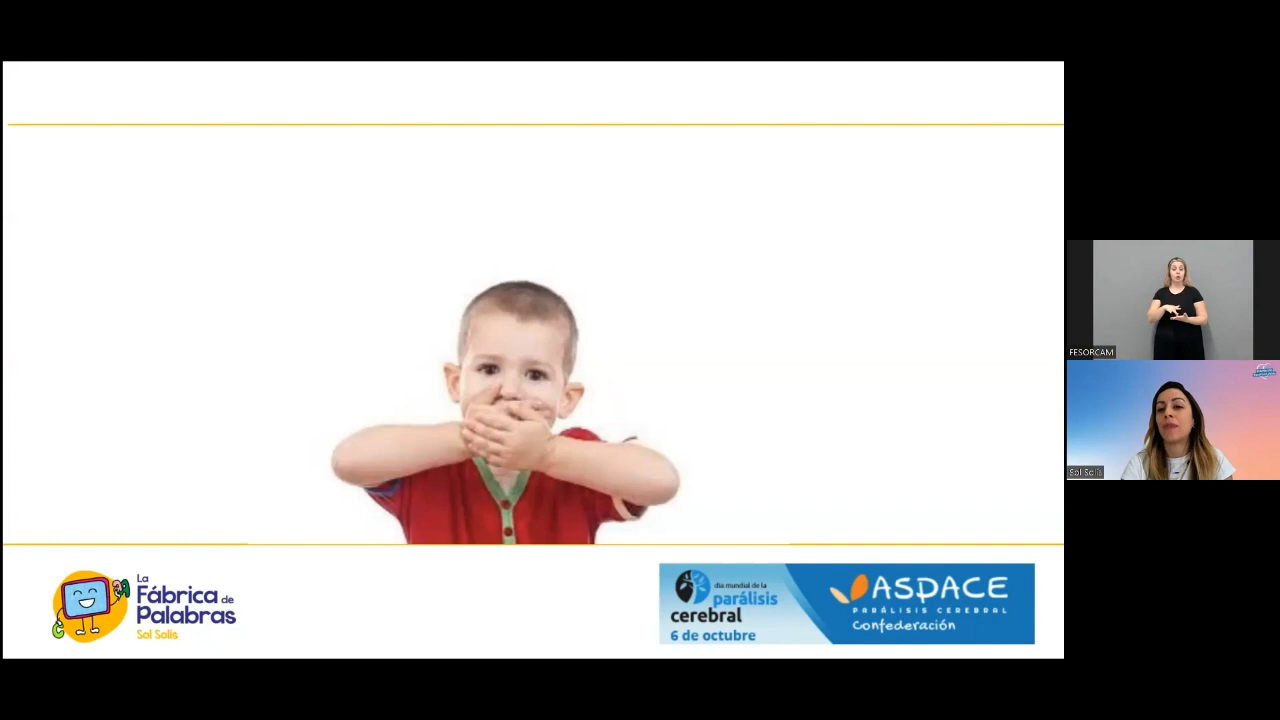 La
Fábrica de
Palabras
Sol Solís
día mundial de la
parálisis
cerebral
6 de octubre
ASPACE
PARÁLISIS CEREBRAL
Confederación
FESORCAM
Sol Solís